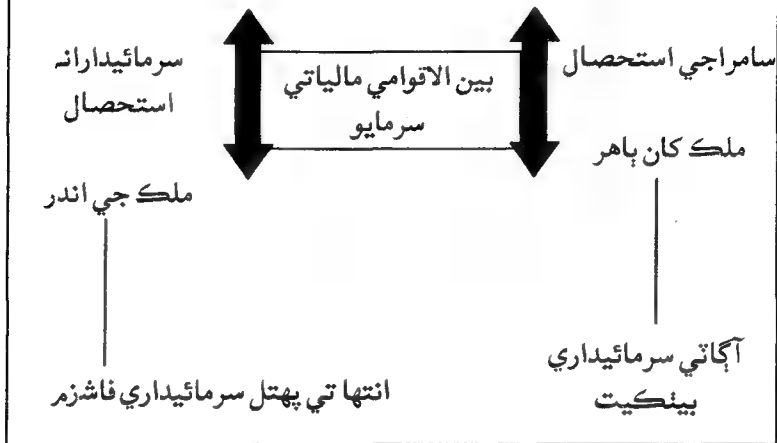 سامراجي استحصال
ملڪ کان ٻاهر
آڳاٽي سرمائيداري
بيٺڪيت
بين الاقوامي مالياتي
سرمايو
سرمائيدارانہ
استحصال
ملڪ جي اندر
انتها تي پهتل سرمائيداري فاشزم